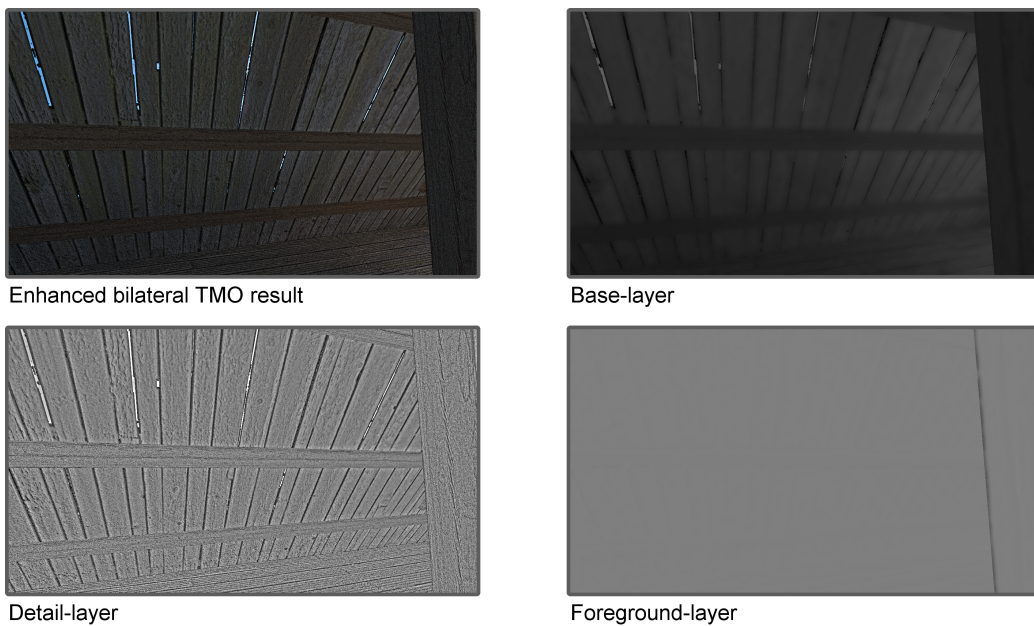 Enhanced bilateral TMO result
Base-layer
Detail-layer
Foreground-layer